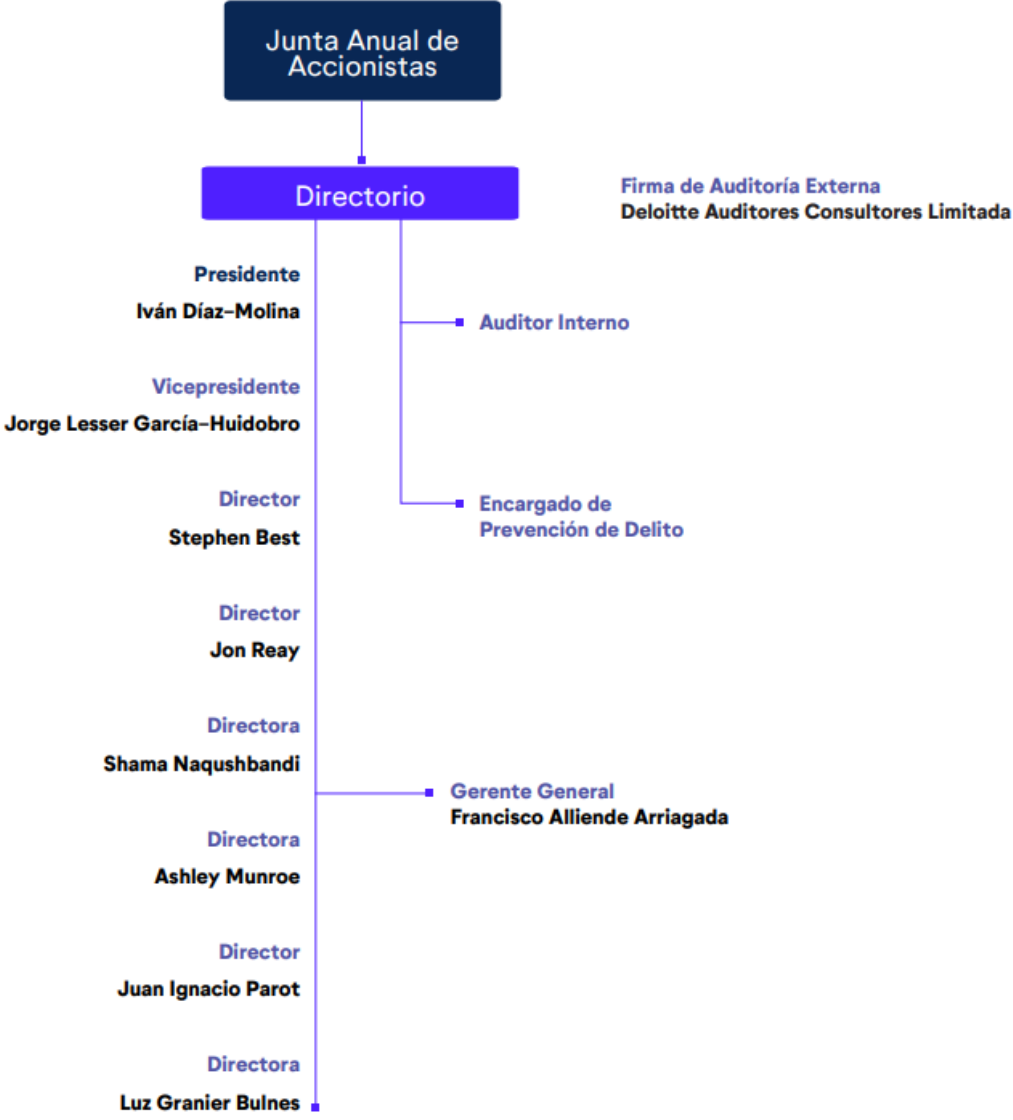 Junta Anual de
Accionistas
Directorio
Firma de Auditoría Externa
Deloitte Auditores Consultores Limitada
Presidente
Iván Díaz–Molina
Auditor Interno
Vicepresidente
Jorge Lesser García–Huidobro
Director
Stephen Best
Encargado de
Prevención de Delito
Director
Jon Reay
Directora
Shama Naqushbandi
Gerente General
Francisco Alliende Arriagada
Directora
Ashley Munroe
Director
Juan Ignacio Parot
Directora
Luz Granier Bulnes